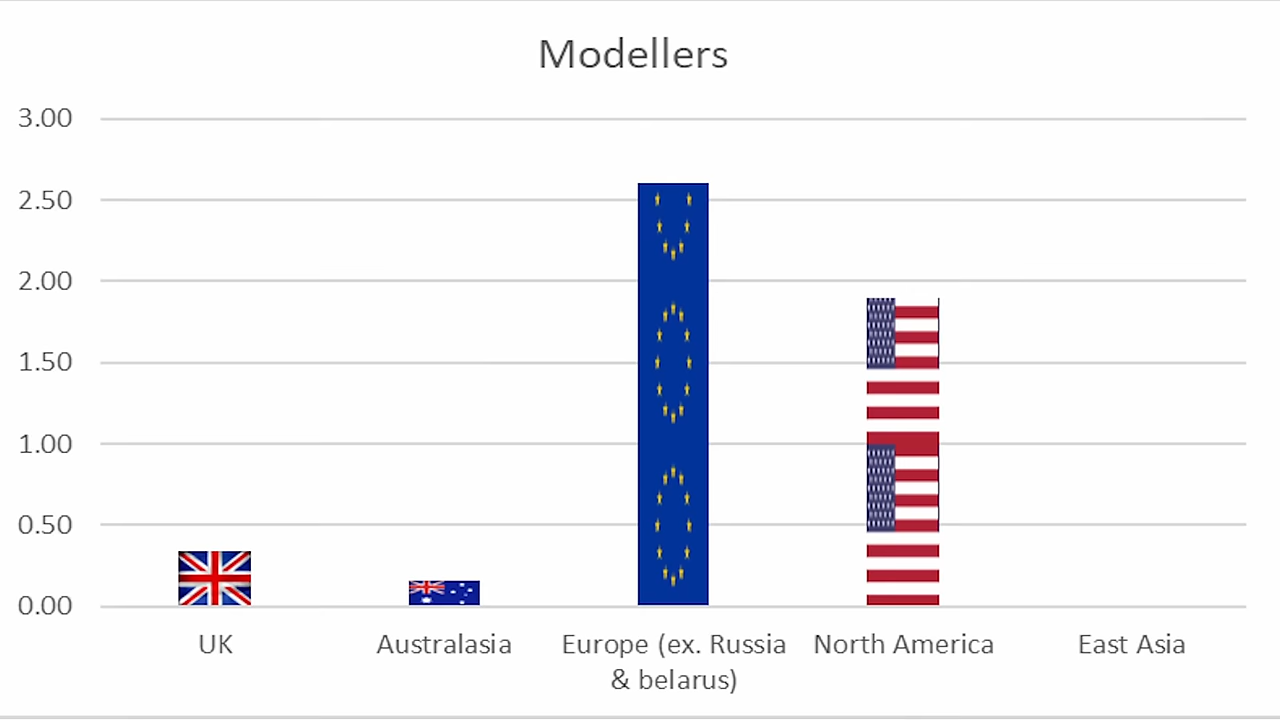 Modellers
3.00
2.50
2.00
1.50
1.00
0.50
0.00
UK
Australasia
Europe (ex. Russia
& belarus)
North America
East Asia